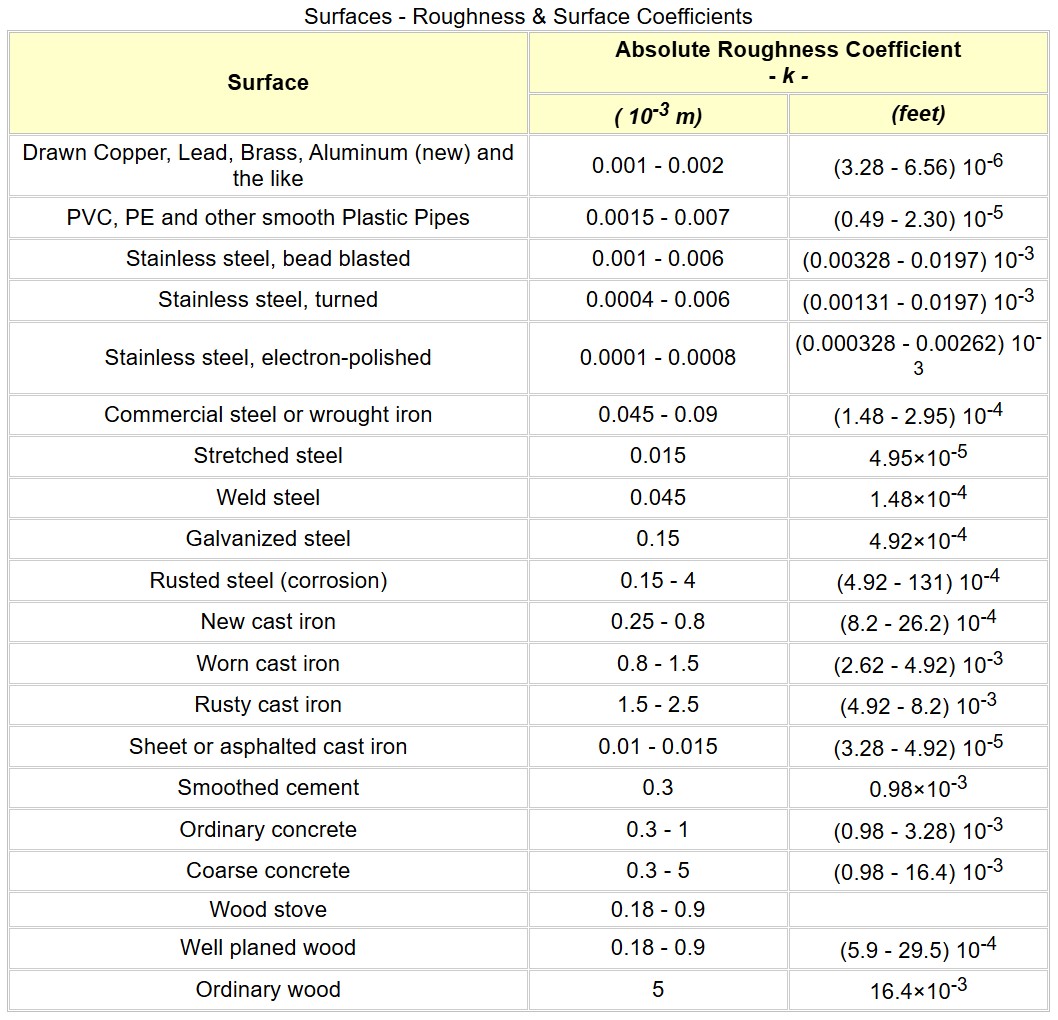 Surfaces - Roughness & Surface Coefficients
Surface
Absolute Roughness Coefficient
- k -
( 10-3 m)
(feet)
Drawn Copper, Lead, Brass, Aluminum (new) and
the like
0.001 - 0.002
(3.28 - 6.56) 10-6
PVC, PE and other smooth Plastic Pipes
0.0015 - 0.007
(0.49 - 2.30) 10-5
Stainless steel, bead blasted
0.001 - 0.006
(0.00328 - 0.0197) 10-3
Stainless steel, turned
0.0004 - 0.006
(0.00131 - 0.0197) 10-3
Stainless steel, electron-polished
0.0001 - 0.0008
(0.000328 - 0.00262) 10-
3
Commercial steel or wrought iron
0.045 - 0.09
(1.48 - 2.95) 10-4
Stretched steel
0.015
4.95×10-5
Weld steel
0.045
1.48×10-4
Galvanized steel
0.15
4.92×10-4
Rusted steel (corrosion)
0.15 - 4
(4.92 - 131) 10-4
New cast iron
0.25 - 0.8
(8.2 - 26.2) 10-4
Worn cast iron
0.8 - 1.5
(2.62 - 4.92) 10-3
Rusty cast iron
1.5 - 2.5
(4.92 - 8.2) 10-3
Sheet or asphalted cast iron
0.01 - 0.015
(3.28 - 4.92) 10-5
Smoothed cement
0.3
0.98×10-3
Ordinary concrete
0.3 - 1
(0.98 - 3.28) 10-3
Coarse concrete
0.3 - 5
(0.98 - 16.4) 10-3
Wood stove
0.18 - 0.9
Well planed wood
0.18 - 0.9
(5.9 - 29.5) 10-4
Ordinary wood
5
16.4×10-3